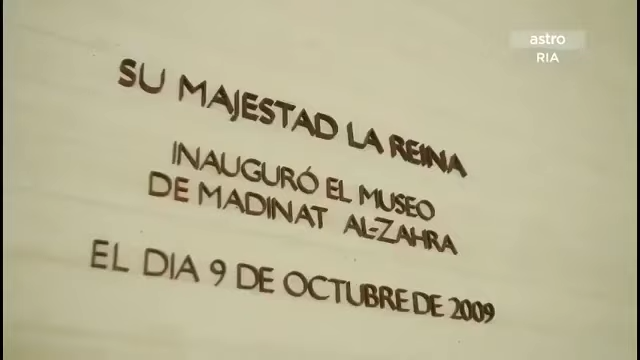 astro
RIA
SU MAJESTAD LA REINA
INAUGURÓ EL MUSEO
DE MADINAT AL-ZAHRA
EL DIA 9 DE OCTUBRE DE 2009